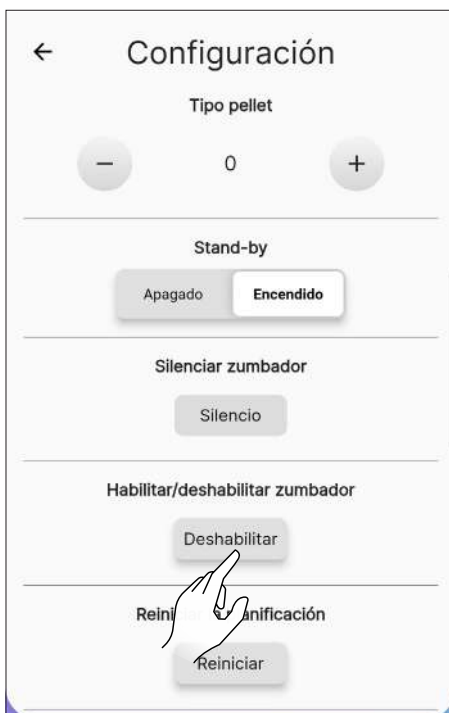 Configuración
Tipo pellet
0
Stand-by
Apagado Encendido
Silenciar zumbador
Silencio
Habilitar/deshabilitar zumbador
Deshabilitar
Reiniciar